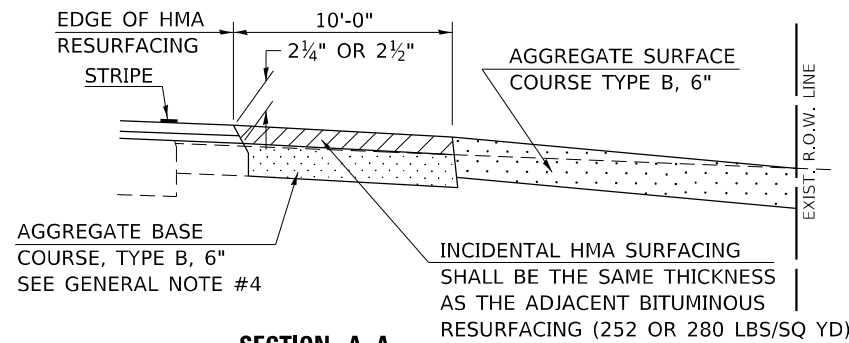 EDGE OF HMA
RESURFACING
10'-0"
2¼" OR 2½"
STRIPE
AGGREGATE SURFACE
COURSE TYPE B, 6"
EXIST. R.O.W. LINE
AGGREGATE BASE
COURSE, TYPE B, 6"
SEE GENERAL NOTE #4
INCIDENTAL HMA SURFACING
SHALL BE THE SAME THICKNESS
AS THE ADJACENT BITUMINOUS
RESURFACING (252 OR 280 LBS/SQ YD)
SECTION A-A